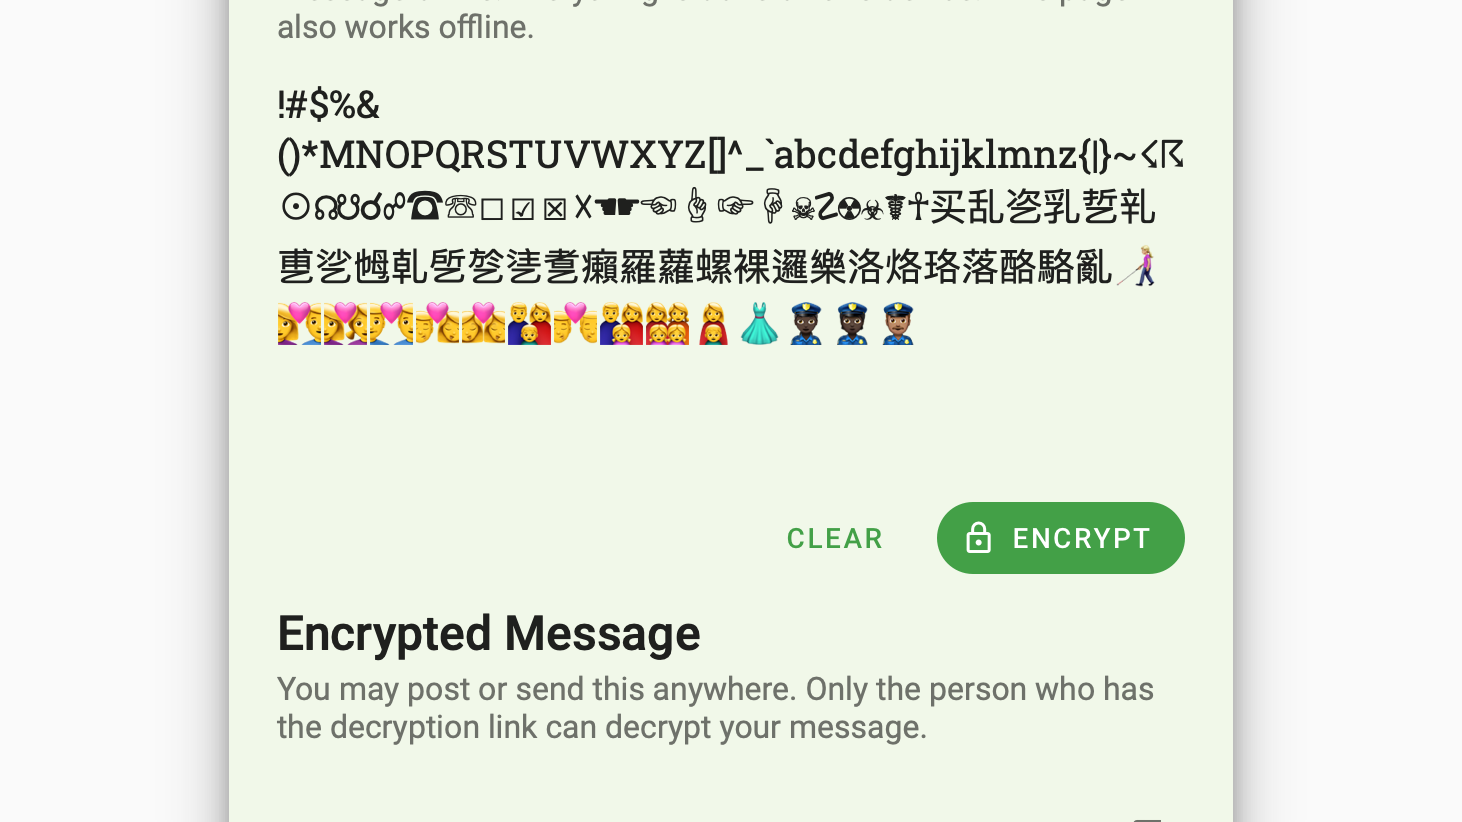 also works offline.
!#$%&
()*MNOPQRSTUVWXYZ[]^_`abcdefghijklmnz{|}~☇☈
☉☊☋☌☍☎☏☐☑☒☓☚☛☜☝☞☟☠☡☢☣☤☥买乱乲乳乴乵
乶乷乸乹乺乻乼乽癩羅蘿螺裸邏樂洛烙珞落酪駱亂👩🏼‍🦯
👗👮🏿👮🏿👮🏽
CLEAR
ENCRYPT
Encrypted Message
You may post or send this anywhere. Only the person who has
the decryption link can decrypt your message.